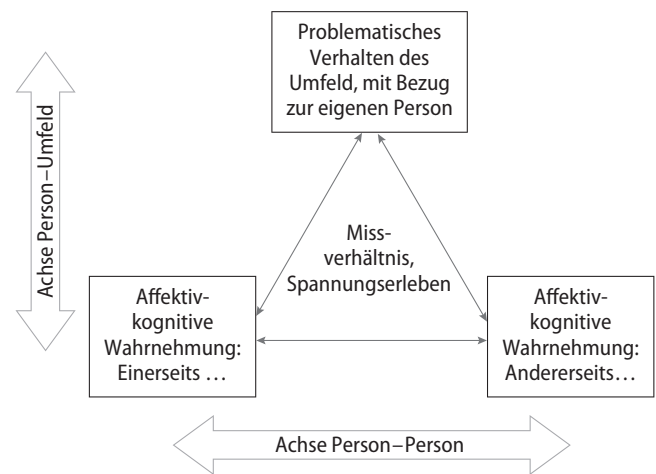 Problematisches
Verhalten des
Umfeld, mit Bezug
zur eigenen Person
Achse Person–Umfeld
Miss-
verhältnis,
Spannungserleben
Affektiv-
kognitive
Wahrnehmung:
Einerseits …
Affektiv-
kognitive
Wahrnehmung:
Andererseits…
Achse Person–Person